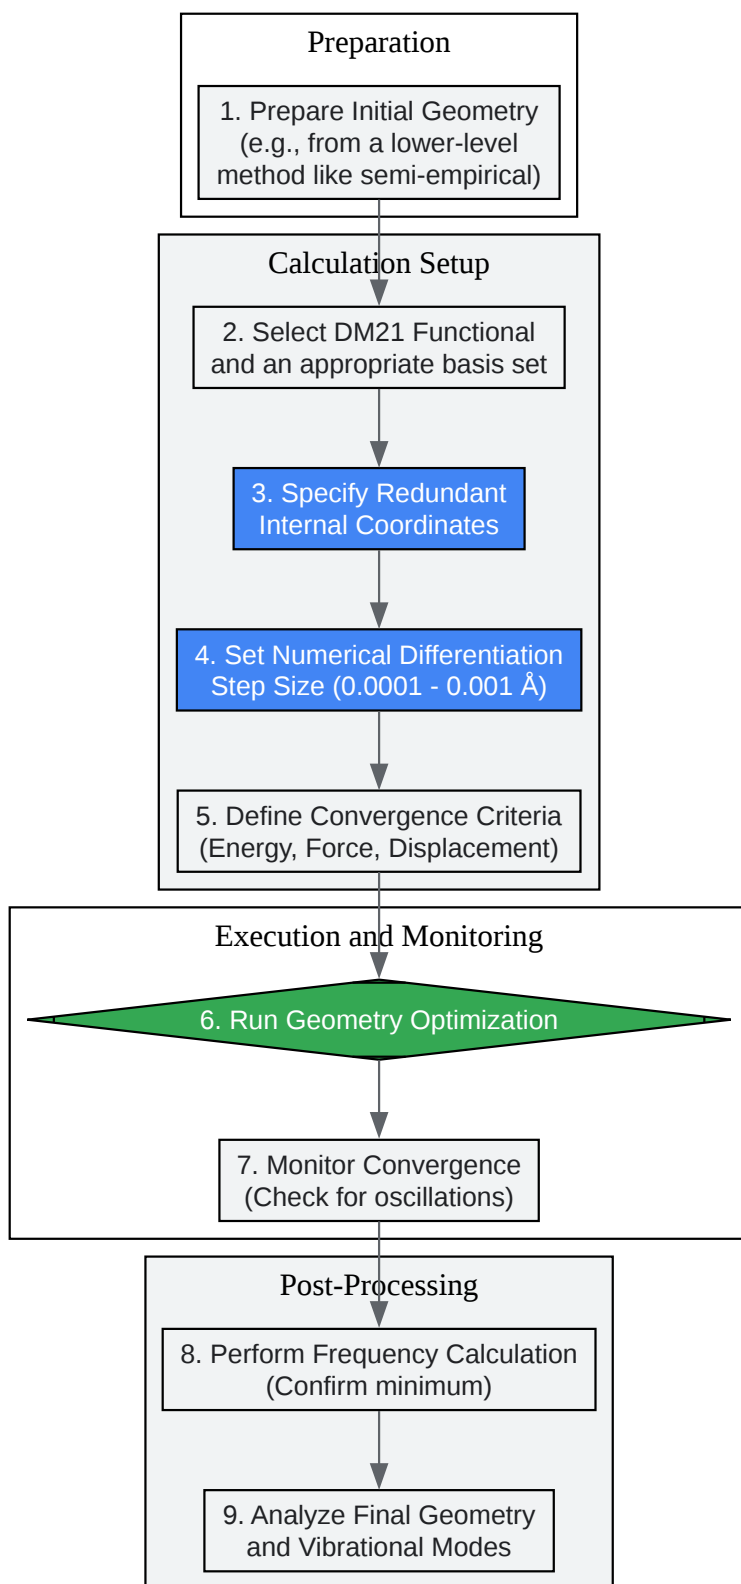 Preparation
1. Prepare Initial Geometry
(e.g., from a lower-level
method like semi-empirical)
Calculation Setup
2. Select DM21 Functional
and an appropriate basis set
3. Specify Redundant
Internal Coordinates
4. Set Numerical Differentiation
Step Size (0.0001 - 0.001 Å)
5. Define Convergence Criteria
(Energy, Force, Displacement)
Execution and Monitoring
6. Run Geometry Optimization
7. Monitor Convergence
(Check for oscillations)
Post-Processing
8. Perform Frequency Calculation
(Confirm minimum)
9. Analyze Final Geometry
and Vibrational Modes